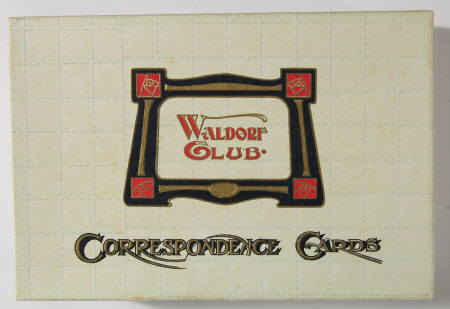 WALDORF
CLUB.
CORRESPONDENCE CARDS